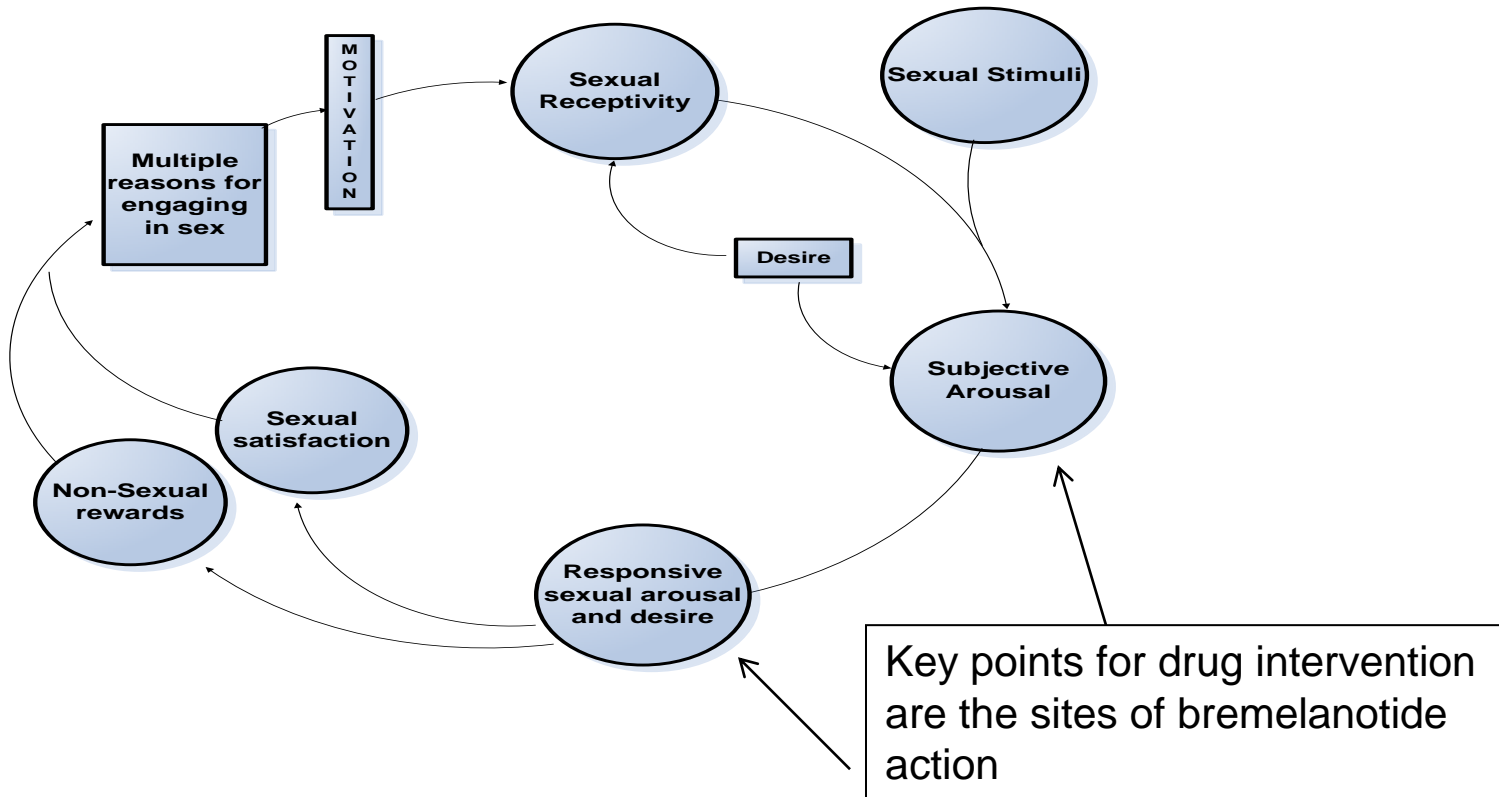 MOTIVATION
Sexual
Receptivity
Sexual Stimuli
Multiple
reasons for
engaging
in sex
Desire
Subjective
Arousal
Sexual
satisfaction
Non-Sexual
rewards
Responsive
sexual arousal
and desire
Key points for drug intervention
are the sites of bremelanotide
action